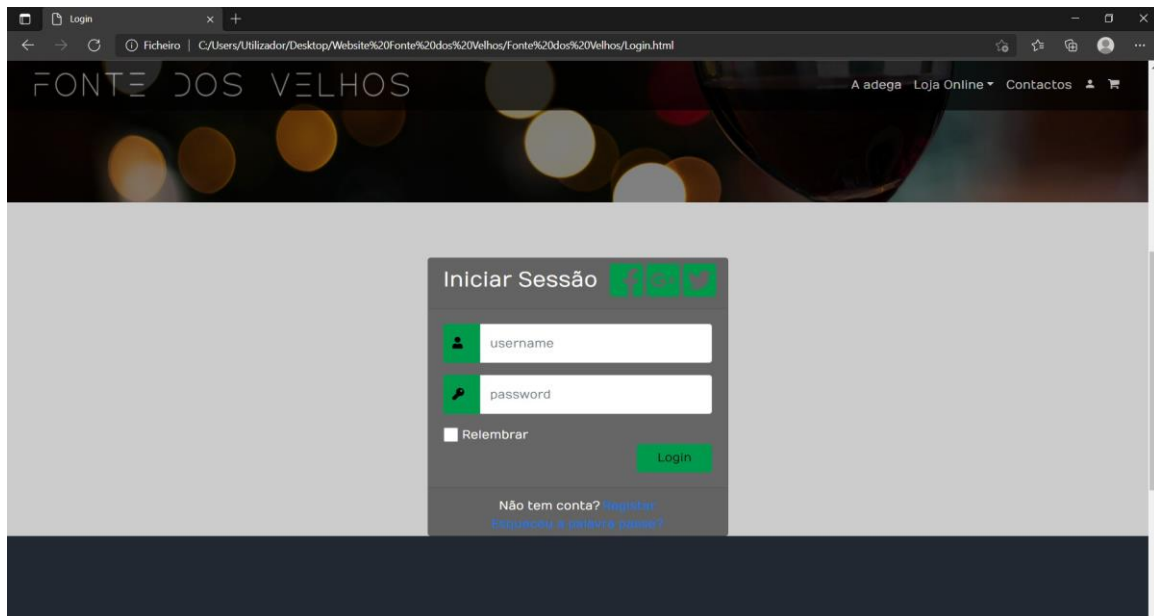 Login
Ficheiro | C:/Users/Utilizador/Desktop/Website%20Fonte%20dos%20Velhos/Fonte%20dos%20Velhos/Login.html
FONTE DOS VELHOS
A adega Loja Online Contactos
Iniciar Sessão
username
password
Relembrar
Login
Não tem conta? Registar
Esqueceu a palavra passe?